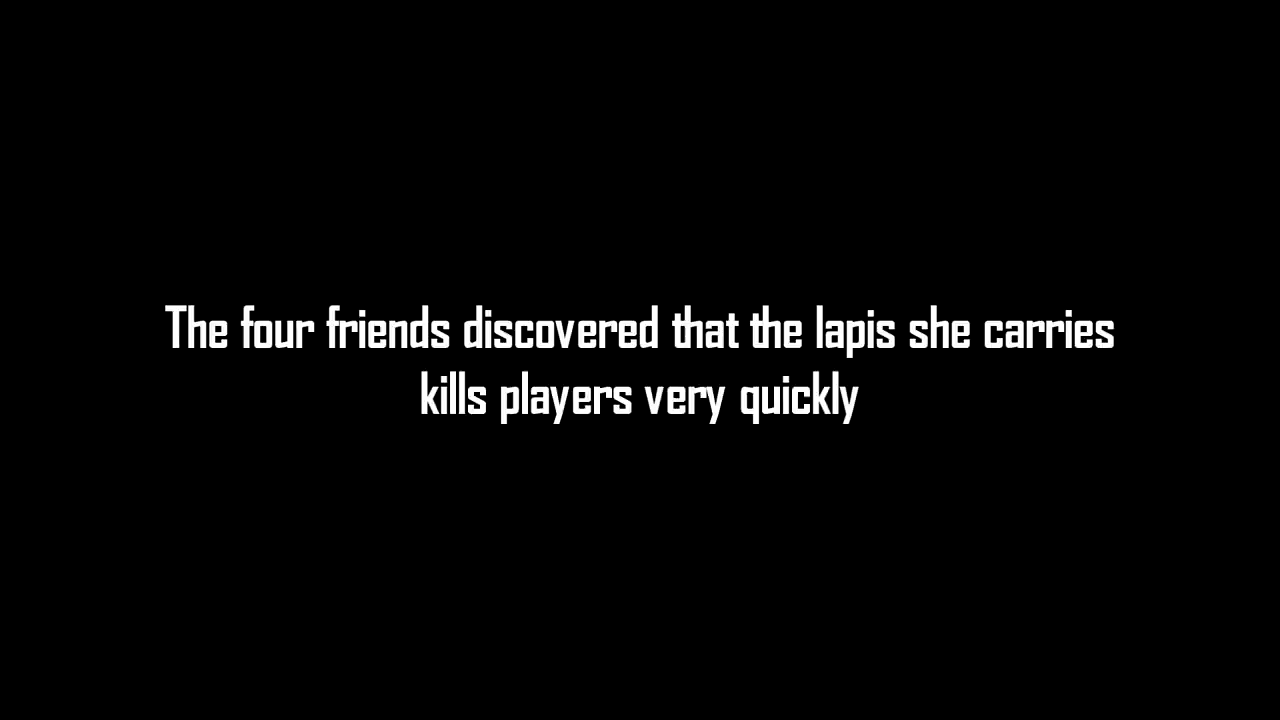 The four friends discovered that the lapis she carries
kills players very quickly